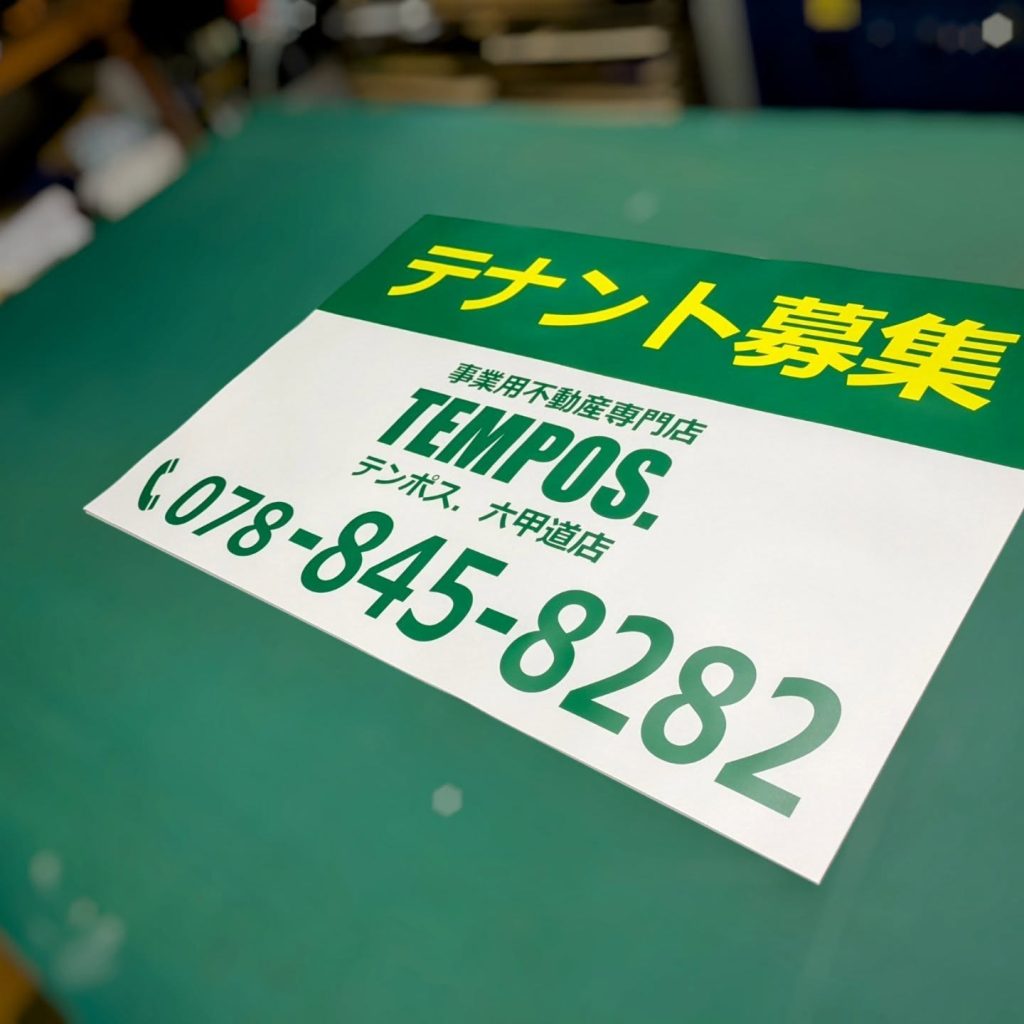 テナント募集
事業用不動産専門店
TEMPOS.
テンポス. 六甲道店
078-845-8282